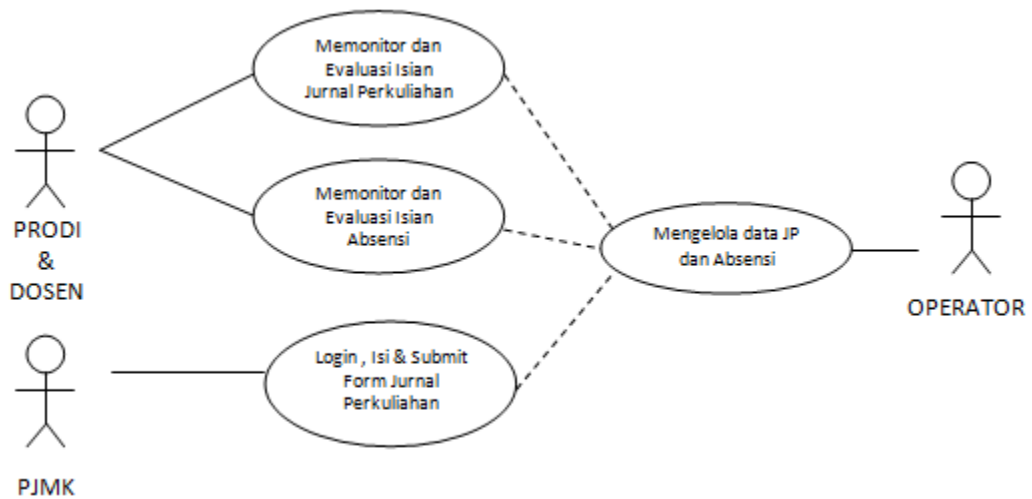 Memonitor dan
Evaluasi Isian
Jurnal Perkuliahan
PRODI
&
DOSEN
Memonitor dan
Evaluasi Isian
Absensi
Mengelola data JP
dan Absensi
OPERATOR
Login , Isi & Submit
Form Jurnal
Perkuliahan
PJMK